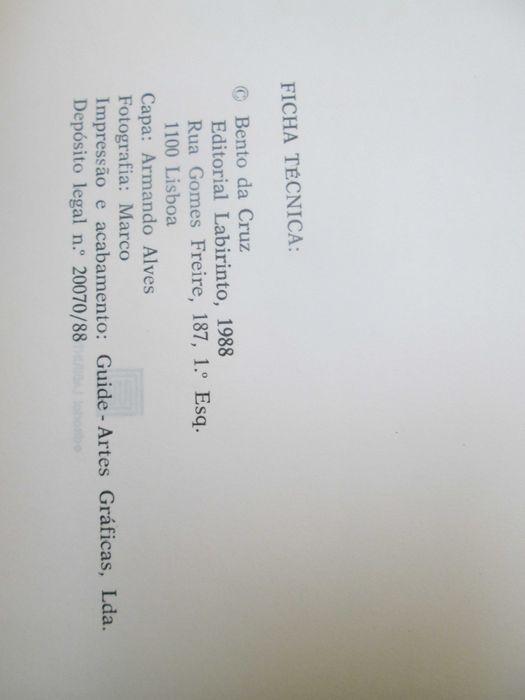 FICHA TÉCNICA:
© Bento da Cruz
Editorial Labirinto, 1988
Rua Gomes Freire, 187, 1.º Esq.
1100 Lisboa
Capa: Armando Alves
Fotografia: Marco
Impressão e acabamento: Guide - Artes Gráficas, Lda.
Depósito legal n.º 20070/88